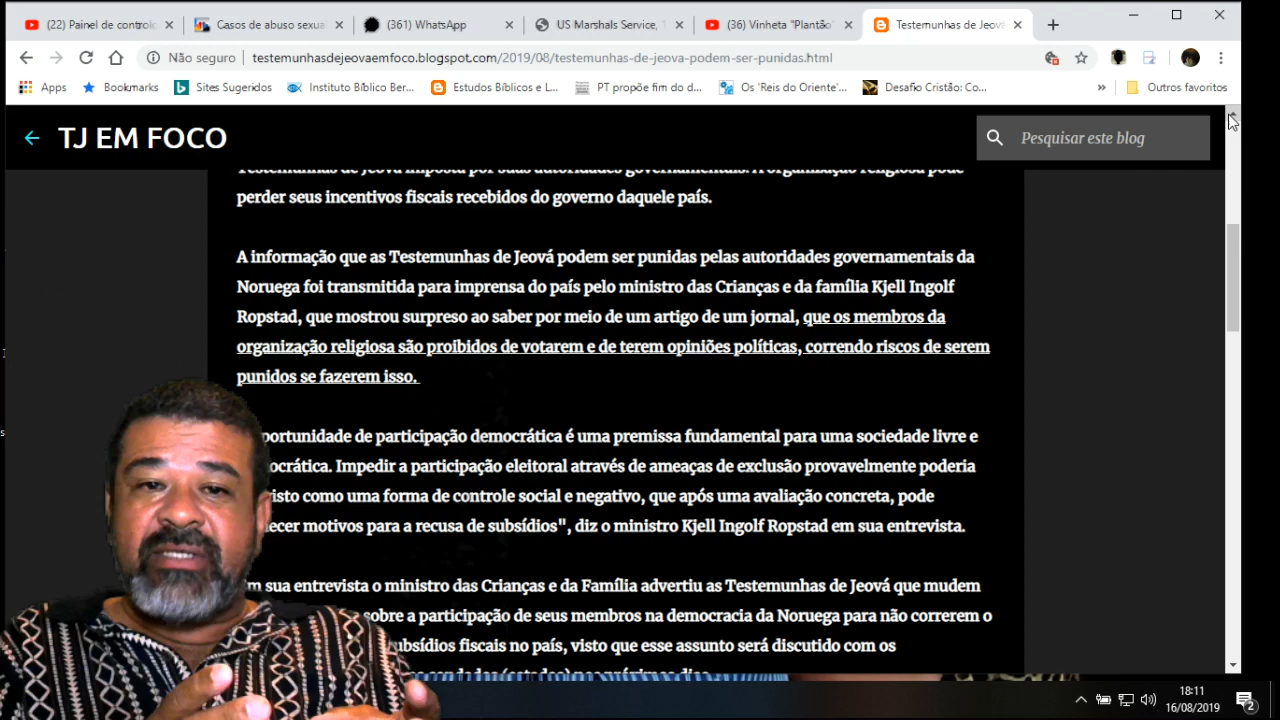 (22) Painel de controle
Casos de abuso sexua
(361) WhatsApp
US Marshals Service, 1
(36) Vinheta "Plantão"
Testemunhas de Jeová
Não seguro
testemunhasdejeovaemfoco.blogspot.com/2019/08/testemunhas-de-jeova-podem-ser-punidas.html
Apps
Bookmarks
Sites Sugeridos
Instituto Bíblico Ber...
Estudos Bíblicos e L...
PT propõe fim do d...
Os 'Reis do Oriente'...
Desafio Cristão: Co...
»
Outros favoritos
TJ EM FOCO
Pesquisar este blog
Testemunhas de Jeová imposta por suas autoridades governamentais. A organização religiosa pode
perder seus incentivos fiscais recebidos do governo daquele país.
A informação que as Testemunhas de Jeová podem ser punidas pelas autoridades governamentais da
Noruega foi transmitida para imprensa do país pelo ministro das Crianças e da família Kjell Ingolf
Ropstad, que mostrou surpreso ao saber por meio de um artigo de um jornal, que os membros da
organização religiosa são proibidos de votarem e de terem opiniões políticas, correndo riscos de serem
punidos se fazerem isso.
portunidade de participação democrática é uma premissa fundamental para uma sociedade livre e
ocrática. Impedir a participação eleitoral através de ameaças de exclusão provavelmente poderia
isto como uma forma de controle social e negativo, que após uma avaliação concreta, pode
ecer motivos para a recusa de subsídios", diz o ministro Kjell Ingolf Ropstad em sua entrevista.
m sua entrevista o ministro das Crianças e da Família advertiu as Testemunhas de Jeová que mudem
sobre a participação de seus membros na democracia da Noruega para não correrem o
ubsídios fiscais no país, visto que esse assunto será discutido com os
condados (estados) nos próximos dias
18:11
16/08/2019
2